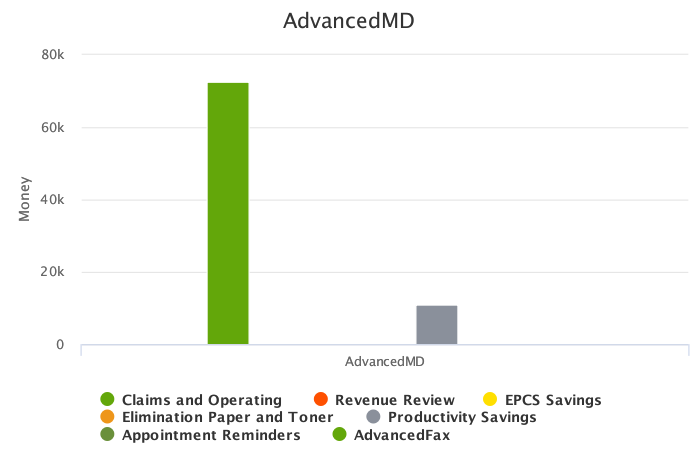 AdvancedMD
80k
60k
40k
20k
0
Money
AdvancedMD
Claims and Operating Revenue Review EPCS Savings
Elimination Paper and Toner Productivity Savings
Appointment Reminders AdvancedFax